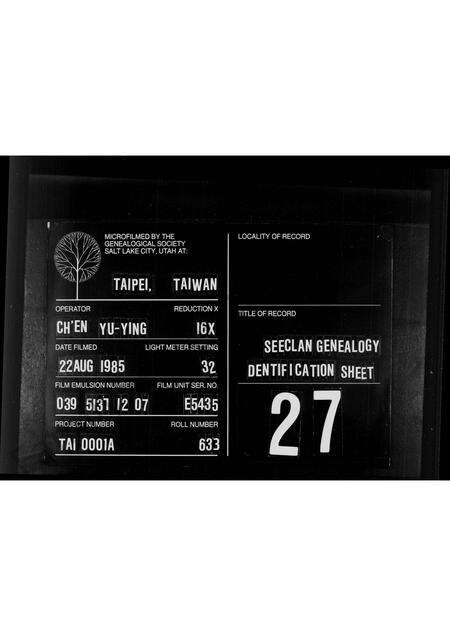 MICROFILMED BY THE
GENEALOGICAL SOCIETY
SALT LAKE CITY, UTAH AT:
TAIPEI, TAIWAN
OPERATOR REDUCTION X
CH'EN YU-YING 16X
DATE FILMED LIGHT METER SETTING
22AUG 1985 32
FILM EMULSION NUMBER FILM UNIT SER. NO.
039 5131 12 07 E5435
PROJECT NUMBER ROLL NUMBER
TAI 0001A 633
LOCALITY OF RECORD
TITLE OF RECORD
SEECLAN GENEALOGY
DENTIFICATION SHEET
27